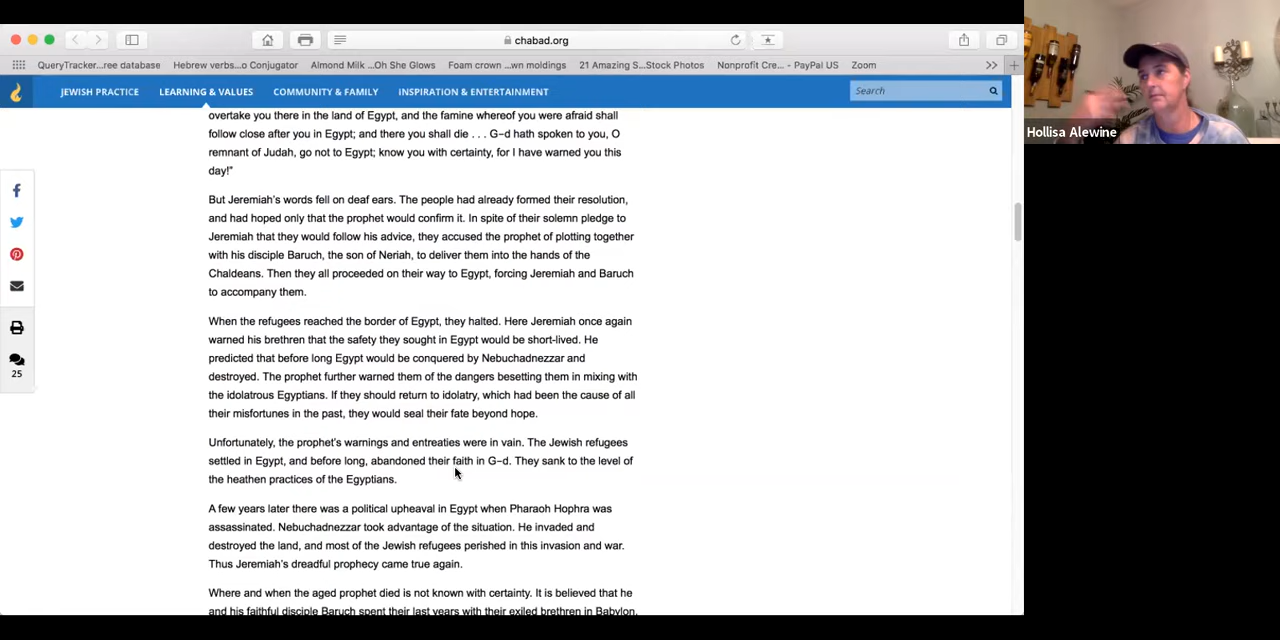 chabad.org
QueryTracker...ree database Hebrew verbs...o Conjugator Almond Milk ...Oh She Glows Foam crown ...wn moldings 21 Amazing S...Stock Photos Nonprofit Cre... - PayPal US Zoom
JEWISH PRACTICE LEARNING & VALUES COMMUNITY & FAMILY INSPIRATION & ENTERTAINMENT Search
overtake you there in the land of Egypt, and the famine whereof you were afraid shall
follow close after you in Egypt; and there you shall die . . . G–d hath spoken to you, O
remnant of Judah, go not to Egypt; know you with certainty, for I have warned you this
day!”
But Jeremiah’s words fell on deaf ears. The people had already formed their resolution,
and had hoped only that the prophet would confirm it. In spite of their solemn pledge to
Jeremiah that they would follow his advice, they accused the prophet of plotting together
with his disciple Baruch, the son of Neriah, to deliver them into the hands of the
Chaldeans. Then they all proceeded on their way to Egypt, forcing Jeremiah and Baruch
to accompany them.
When the refugees reached the border of Egypt, they halted. Here Jeremiah once again
warned his brethren that the safety they sought in Egypt would be short-lived. He
predicted that before long Egypt would be conquered by Nebuchadnezzar and
destroyed. The prophet further warned them of the dangers besetting them in mixing with
the idolatrous Egyptians. If they should return to idolatry, which had been the cause of all
their misfortunes in the past, they would seal their fate beyond hope.
Unfortunately, the prophet’s warnings and entreaties were in vain. The Jewish refugees
settled in Egypt, and before long, abandoned their faith in G–d. They sank to the level of
the heathen practices of the Egyptians.
A few years later there was a political upheaval in Egypt when Pharaoh Hophra was
assassinated. Nebuchadnezzar took advantage of the situation. He invaded and
destroyed the land, and most of the Jewish refugees perished in this invasion and war.
Thus Jeremiah’s dreadful prophecy came true again.
Where and when the aged prophet died is not known with certainty. It is believed that he
and his faithful disciple Baruch spent their last years with their exiled brethren in Babylon,
25
Hollisa Alewine